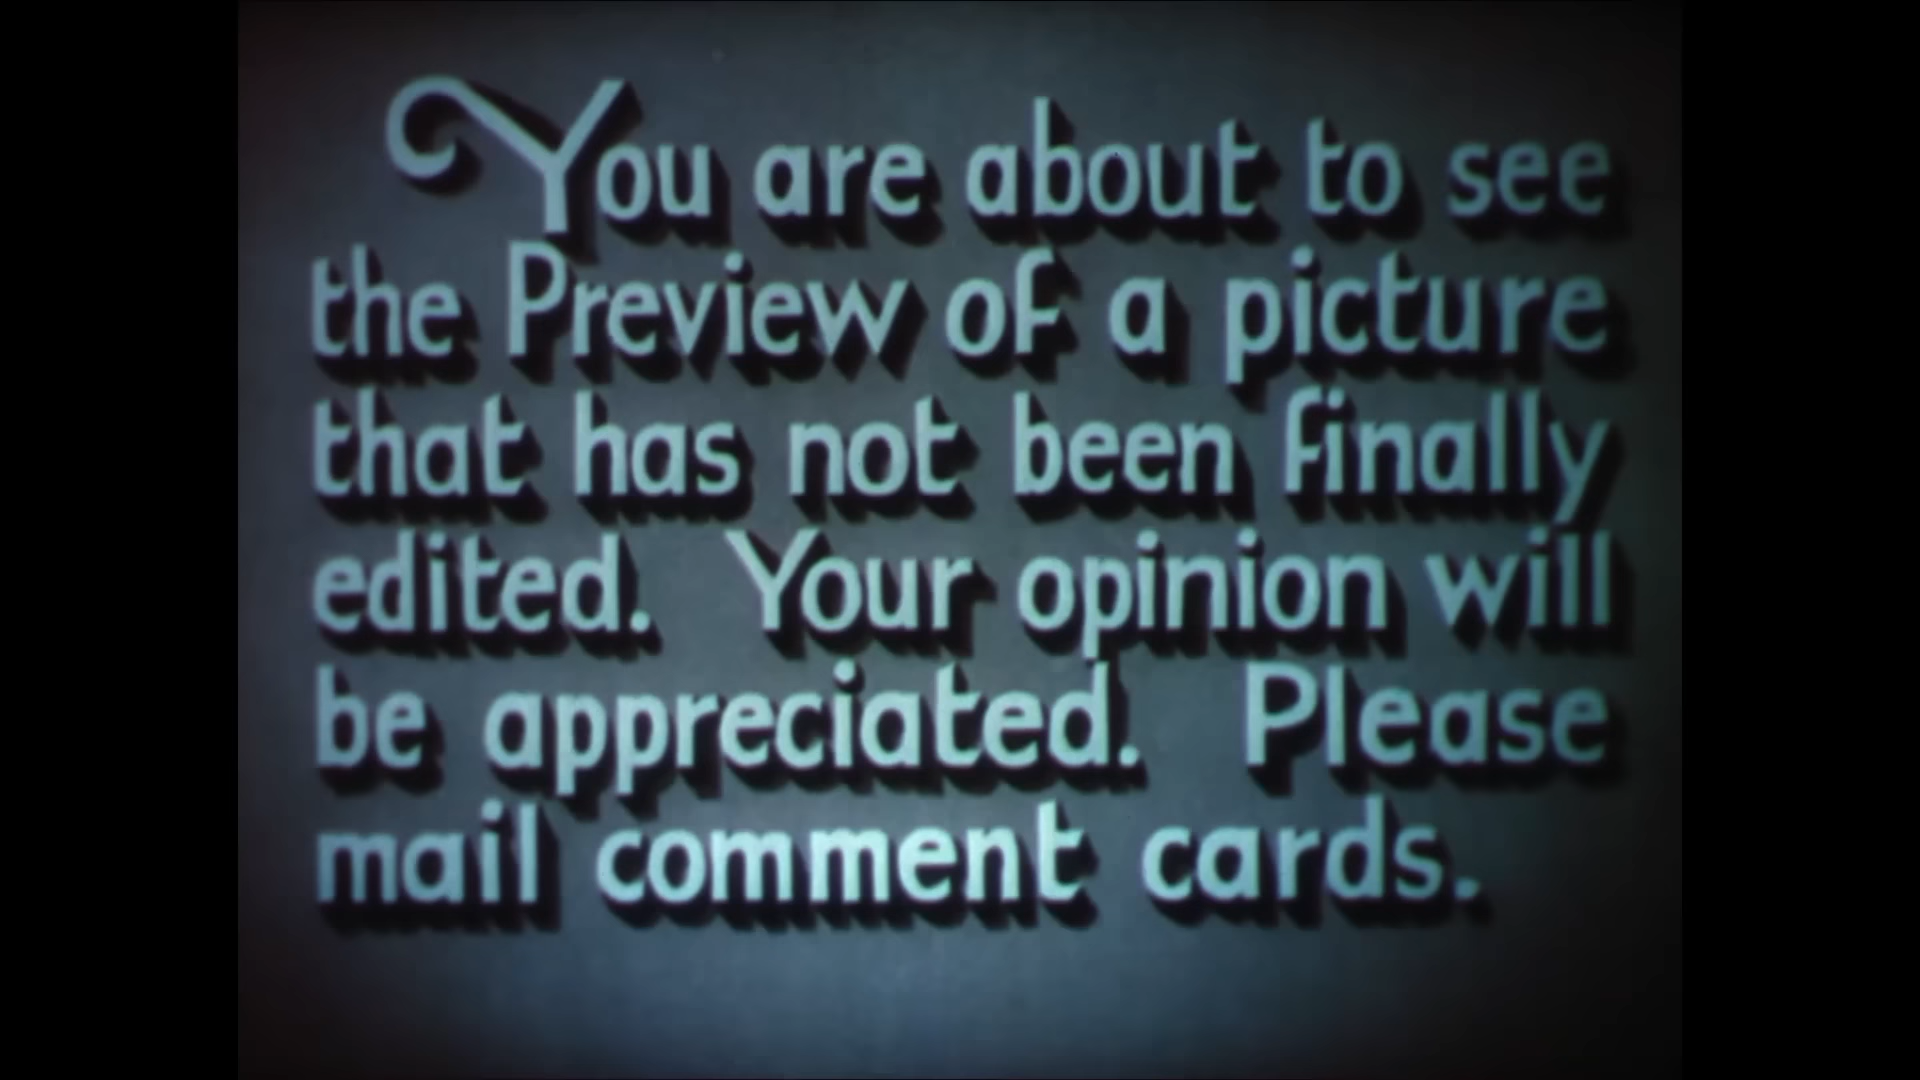 You are about to see
the Preview of a picture
that has not been finally
edited. Your opinion will
be appreciated. Please
mail comment cards.